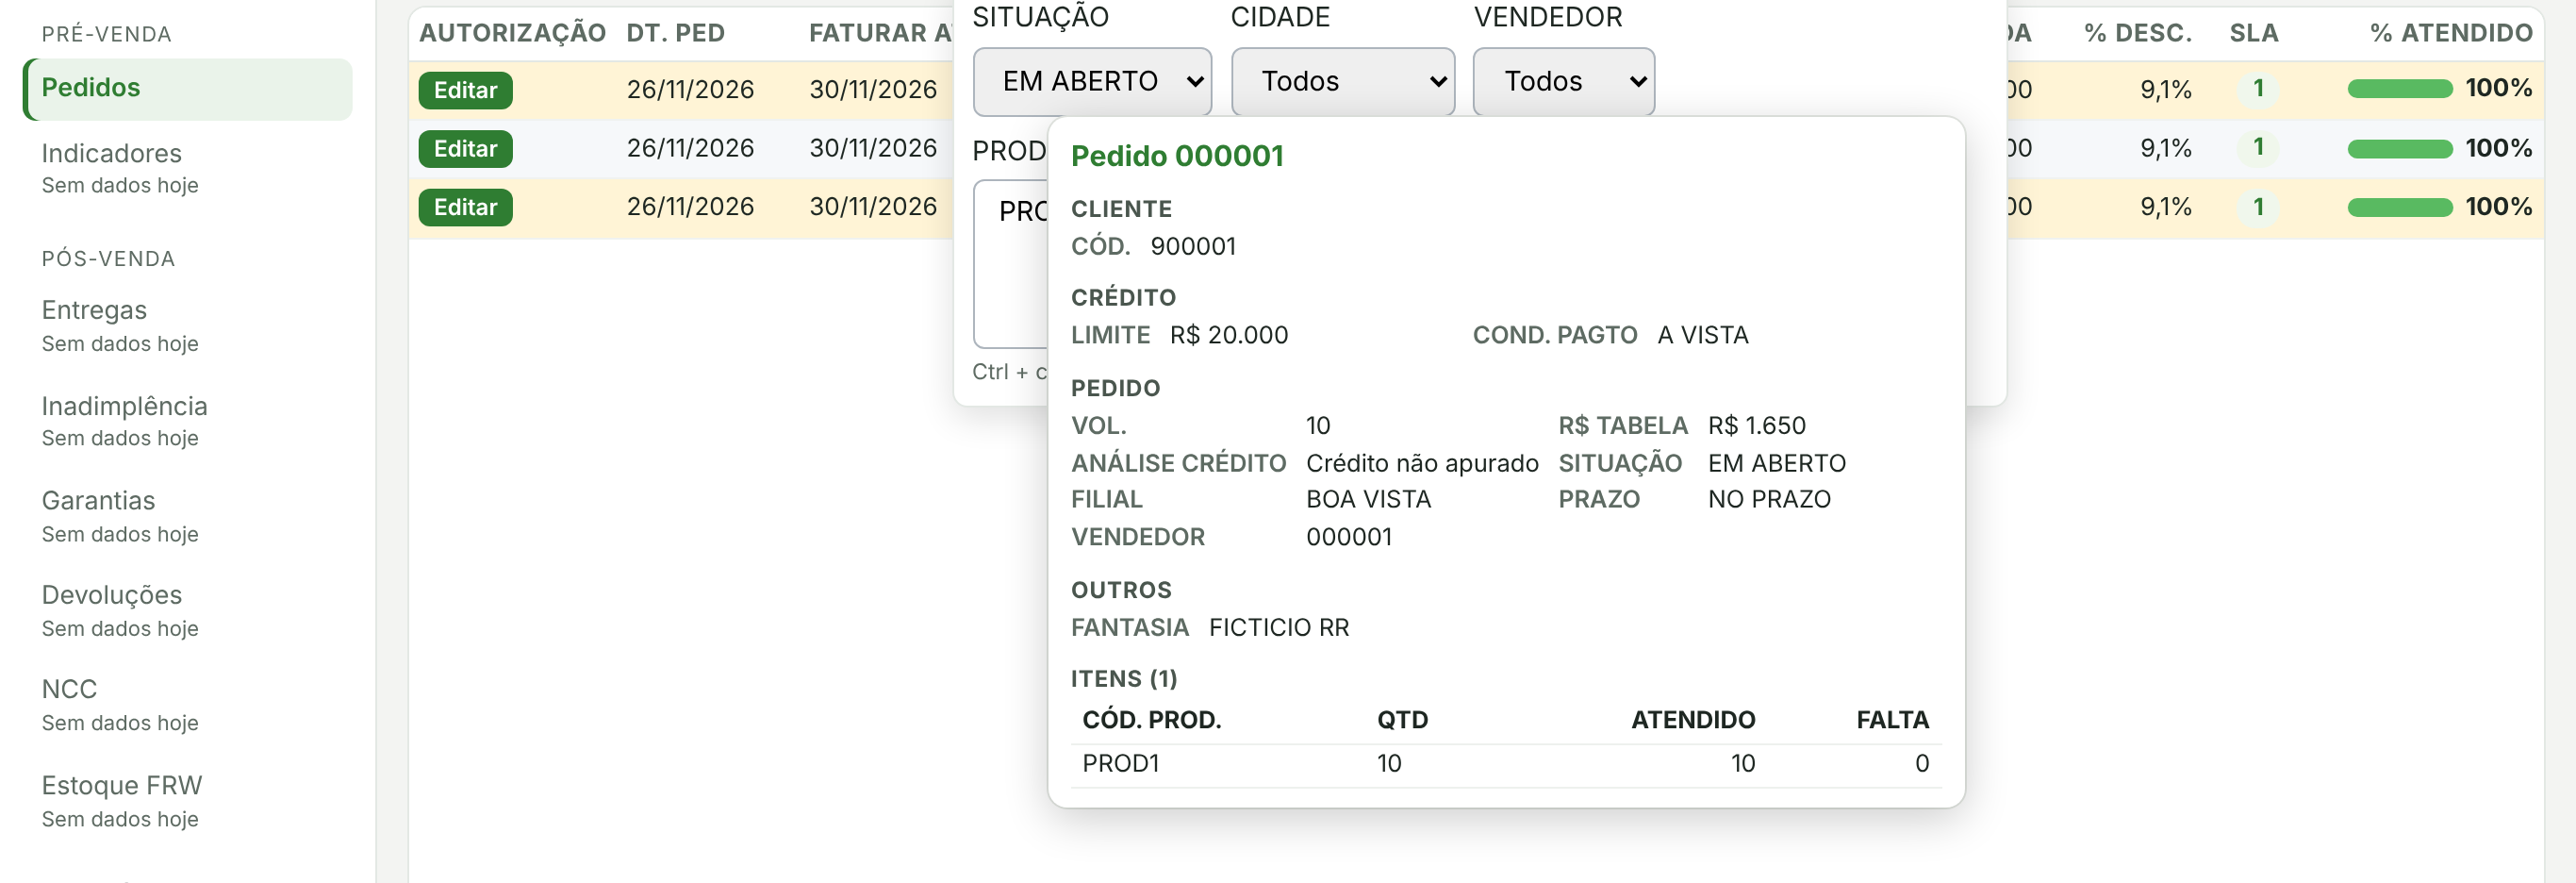 PRÉ-VENDA
Pedidos
Indicadores
Sem dados hoje
PÓS-VENDA
Entregas
Sem dados hoje
Inadimplência
Sem dados hoje
Garantias
Sem dados hoje
Devoluções
Sem dados hoje
NCC
Sem dados hoje
Estoque FRW
Sem dados hoje
AUTORIZAÇÃO DT. PED FATURAR A % DESC. SLA % ATENDIDO
Editar 26/11/2026 30/11/2026 00 9,1% 1 100%
Editar 26/11/2026 30/11/2026 00 9,1% 1 100%
Editar 26/11/2026 30/11/2026 00 9,1% 1 100%
SITUAÇÃO CIDADE VENDEDOR
EM ABERTO Todos Todos
PROD
PRO
Ctrl + c
Pedido 000001
CLIENTE
CÓD. 900001
CRÉDITO
LIMITE R$ 20.000 COND. PAGTO A VISTA
PEDIDO
VOL. 10 R$ TABELA R$ 1.650
ANÁLISE CRÉDITO Crédito não apurado SITUAÇÃO EM ABERTO
FILIAL BOA VISTA PRAZO NO PRAZO
VENDEDOR 000001
OUTROS
FANTASIA FICTICIO RR
ITENS (1)
CÓD. PROD. QTD ATENDIDO FALTA
PROD1 10 10 0